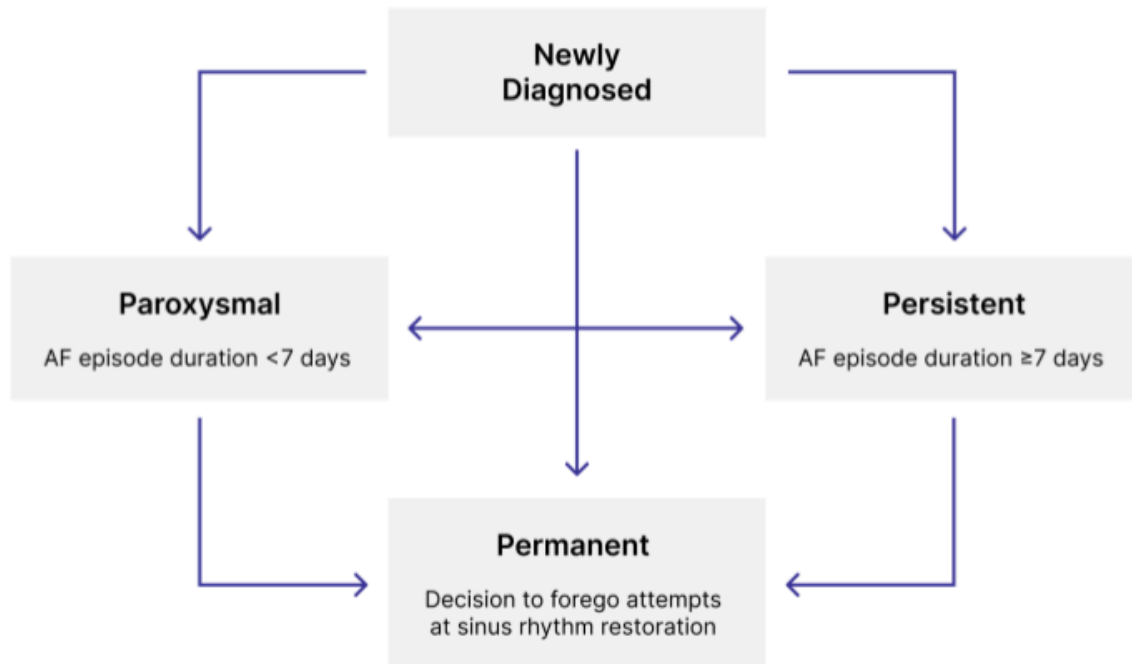 Newly
Diagnosed
Paroxysmal
AF episode duration <7 days
Persistent
AF episode duration ≥7 days
Permanent
Decision to forego attempts
at sinus rhythm restoration